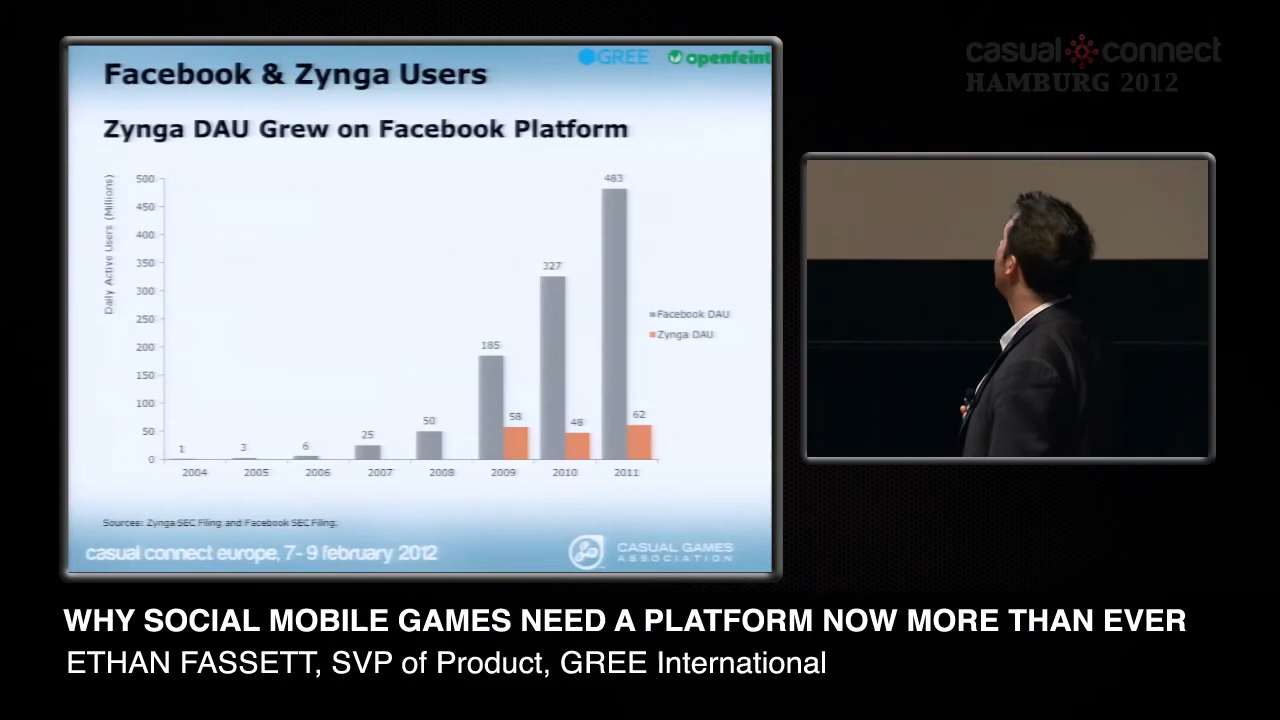 GREE openfeint
casual connect
HAMBURG 2012
Facebook & Zynga Users
Zynga DAU Grew on Facebook Platform
Daily Active Users (Millions)
500
450
400
350
300
250
200
150
100
50
0
1
3
6
25
50
185
58
327
48
483
62
2004 2005 2006 2007 2008 2009 2010 2011
Facebook DAU
Zynga DAU
Sources: Zynga SEC Filing and Facebook SEC Filing.
casual connect europe, 7-9 february 2012
CASUAL GAMES
ASSOCIATION
WHY SOCIAL MOBILE GAMES NEED A PLATFORM NOW MORE THAN EVER
ETHAN FASSETT, SVP of Product, GREE International